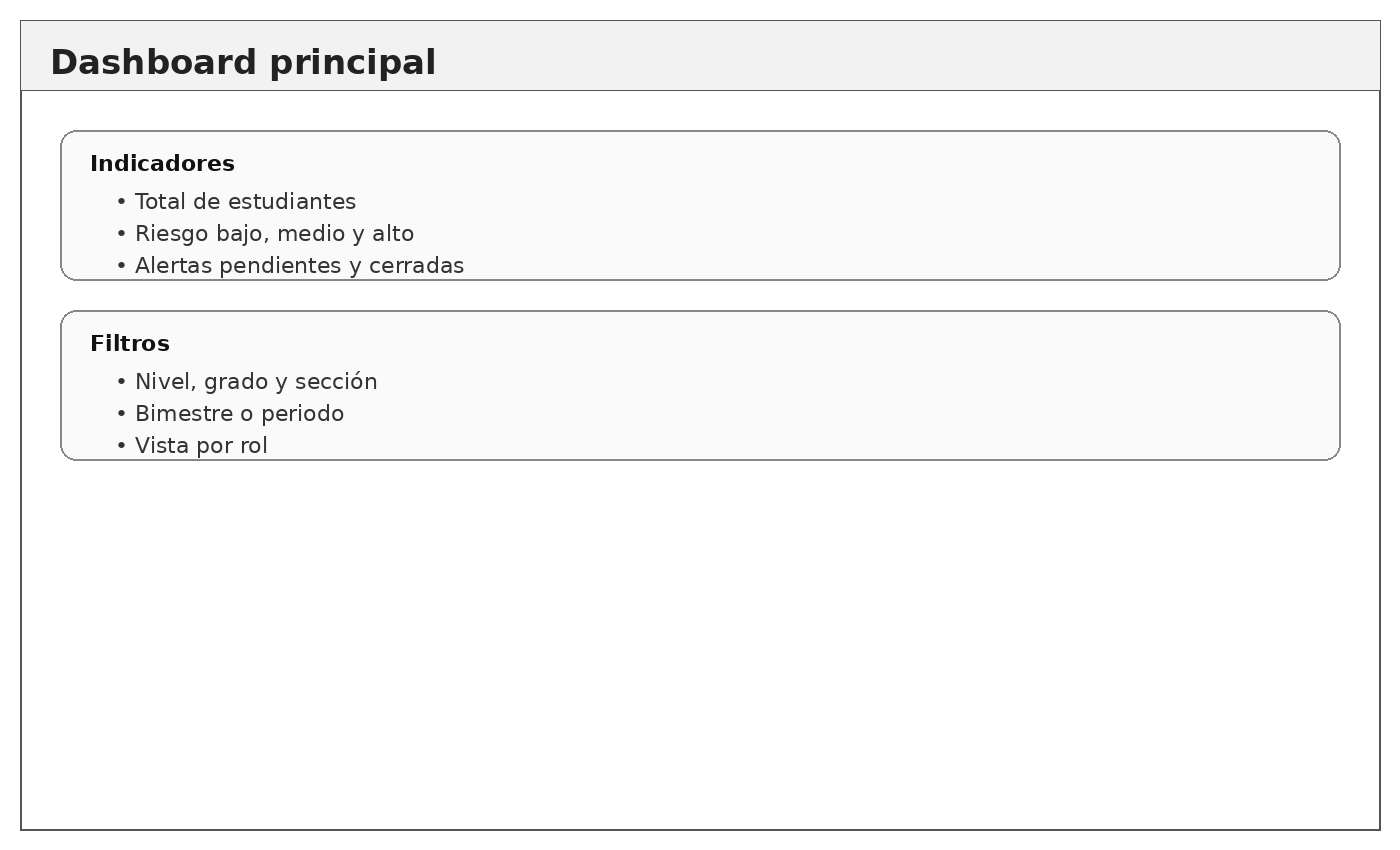 Dashboard principal
Indicadores
• Total de estudiantes
• Riesgo bajo, medio y alto
• Alertas pendientes y cerradas
Filtros
• Nivel, grado y sección
• Bimestre o periodo
• Vista por rol